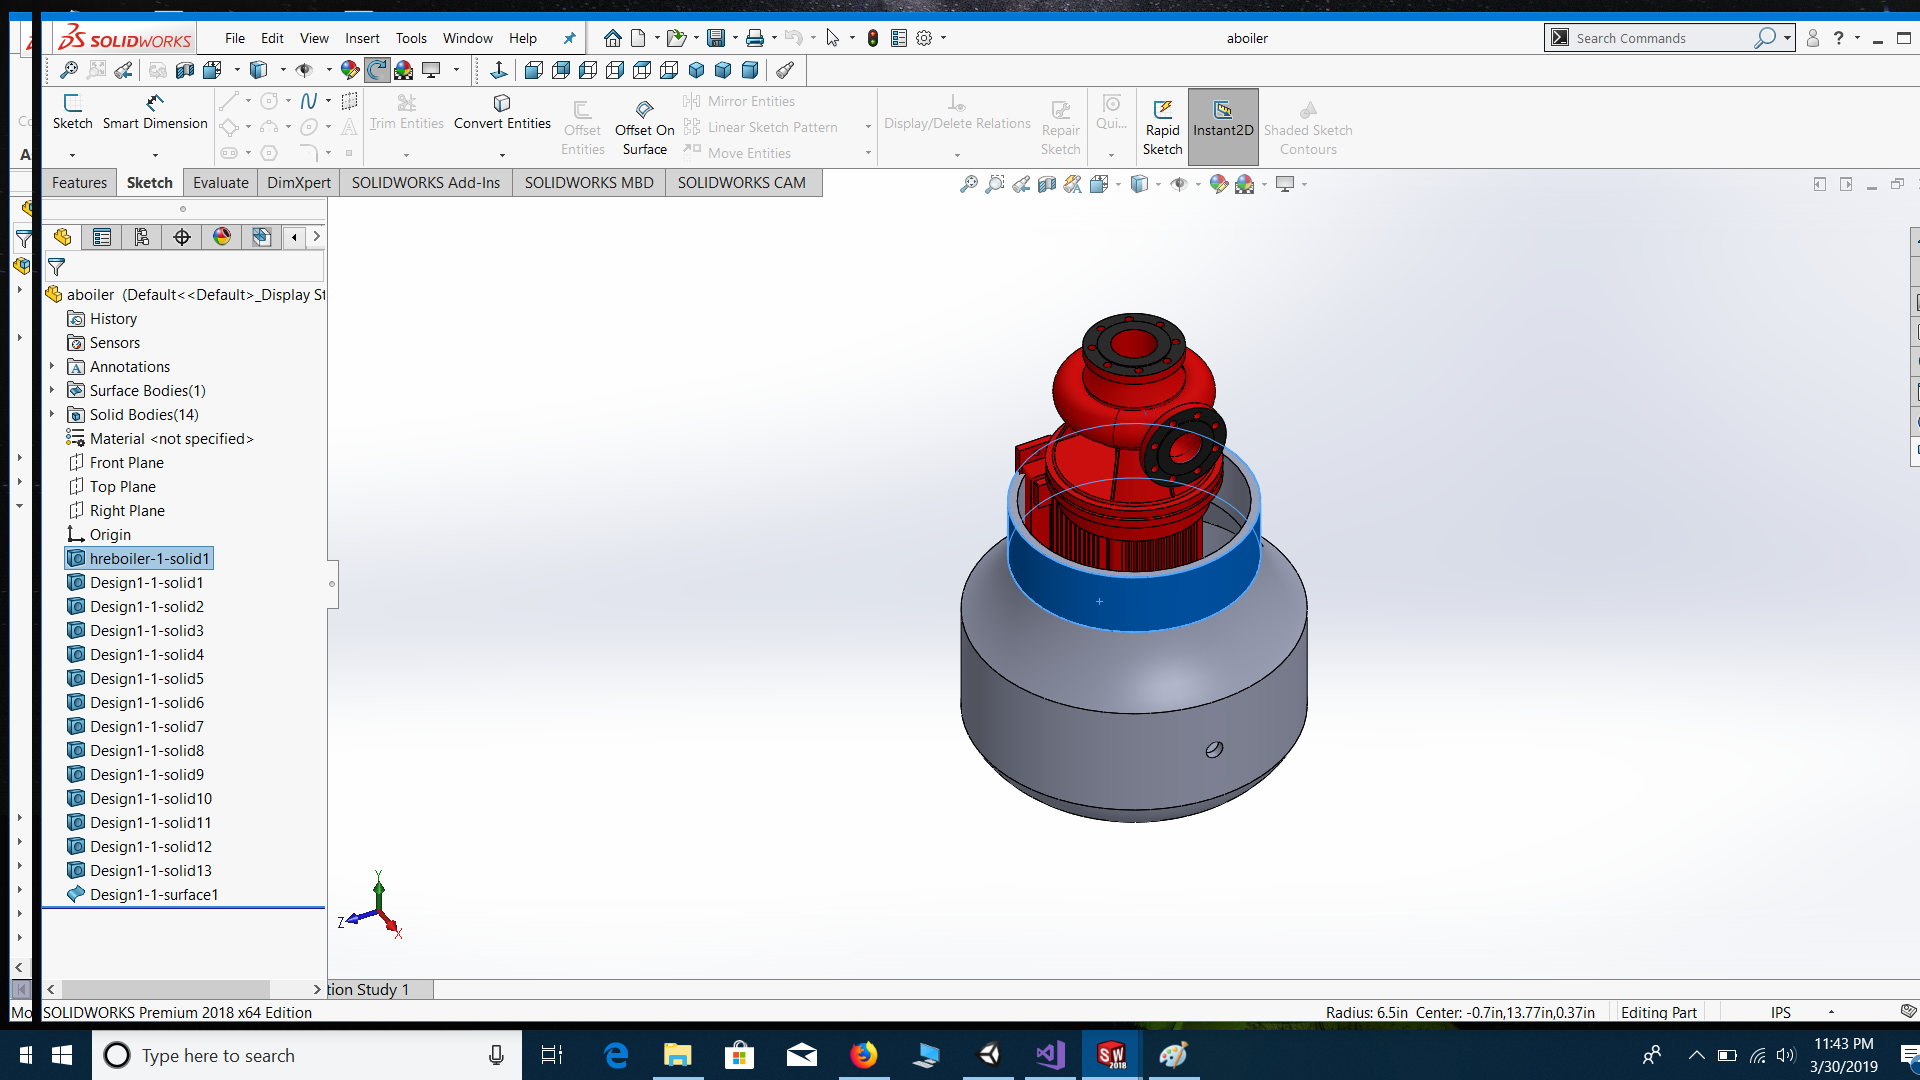 SOLIDWORKS
File Edit View Insert Tools Window Help
aboiler
Search Commands
?
Sketch
Smart Dimension
Trim Entities
Convert Entities
Offset Entities
Offset On Surface
Mirror Entities
Linear Sketch Pattern
Move Entities
Display/Delete Relations
Repair Sketch
Qui...
Rapid Sketch
Instant2D
Shaded Sketch Contours
Features Sketch Evaluate DimXpert SOLIDWORKS Add-Ins SOLIDWORKS MBD SOLIDWORKS CAM
aboiler (Default<<Default>_Display St
History
Sensors
Annotations
Surface Bodies(1)
Solid Bodies(14)
Material <not specified>
Front Plane
Top Plane
Right Plane
Origin
hreboiler-1-solid1
Design1-1-solid1
Design1-1-solid2
Design1-1-solid3
Design1-1-solid4
Design1-1-solid5
Design1-1-solid6
Design1-1-solid7
Design1-1-solid8
Design1-1-solid9
Design1-1-solid10
Design1-1-solid11
Design1-1-solid12
Design1-1-solid13
Design1-1-surface1
Y
Z
X
tion Study 1
Mo SOLIDWORKS Premium 2018 x64 Edition
Radius: 6.5in Center: -0.7in,13.77in,0.37in Editing Part IPS
Type here to search
SW 2018
11:43 PM
3/30/2019